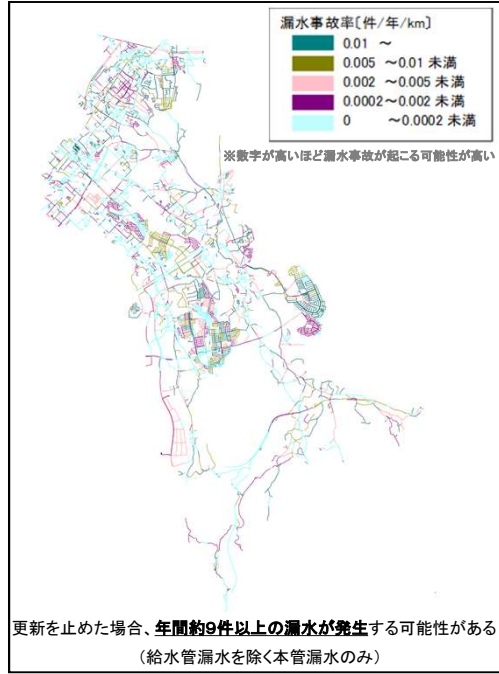 漏水事故率〔件/年/km〕
0.01 ～
0.005 ～0.01 未満
0.002 ～0.005 未満
0.0002～0.002 未満
0 ～0.0002 未満
※数字が高いほど漏水事故が起こる可能性が高い
更新を止めた場合、年間約9件以上の漏水が発生する可能性がある
（給水管漏水を除く本管漏水のみ）